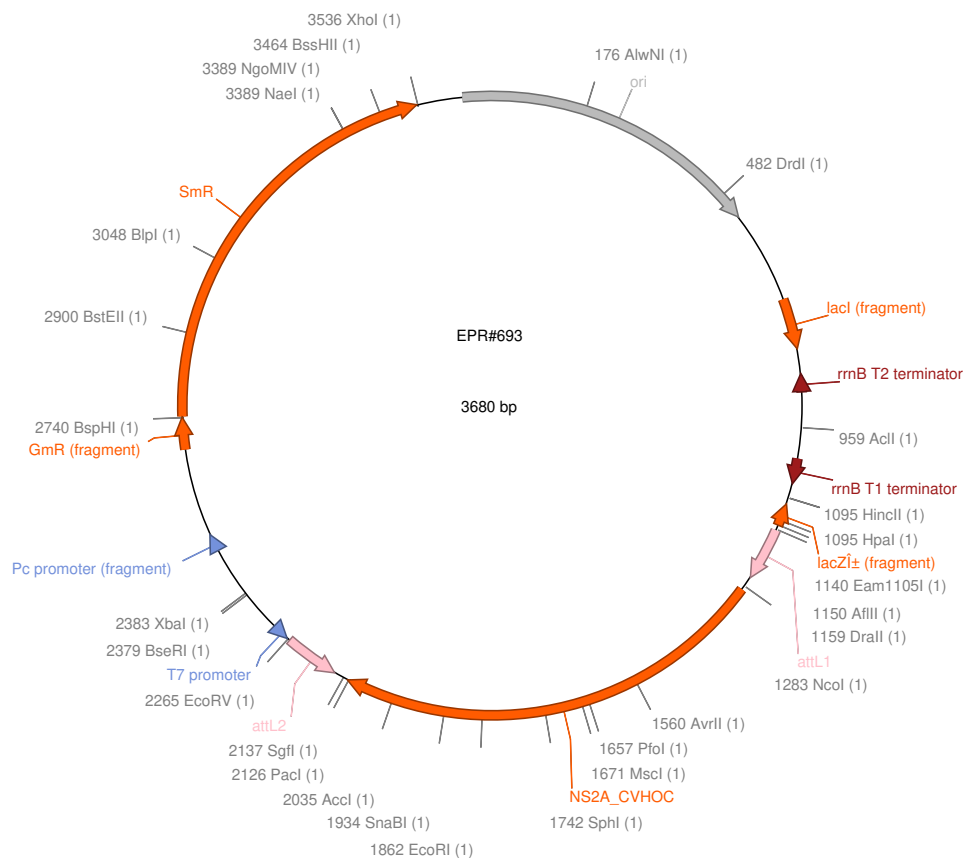 3536 XhoI (1)
3464 BssHII (1)
3389 NgoMIV (1)
3389 NaeI (1)
176 AlwNI (1)
ori
482 DrdI (1)
SmR
3048 BlpI (1)
2900 BstEII (1)
lacI (fragment)
EPR#693
rrnB T2 terminator
3680 bp
2740 BspHI (1)
GmR (fragment)
959 AclI (1)
rrnB T1 terminator
1095 HincII (1)
1095 HpaI (1)
lacZÎ± (fragment)
Pc promoter (fragment)
1140 Eam1105I (1)
1150 AflII (1)
1159 DraII (1)
attL1
1283 NcoI (1)
2383 XbaI (1)
2379 BseRI (1)
T7 promoter
2265 EcoRV (1)
attL2
1560 AvrII (1)
2137 SgfI (1)
1657 PfoI (1)
2126 PacI (1)
1671 MscI (1)
2035 AccI (1)
NS2A_CVHOC
1934 SnaBI (1)
1742 SphI (1)
1862 EcoRI (1)